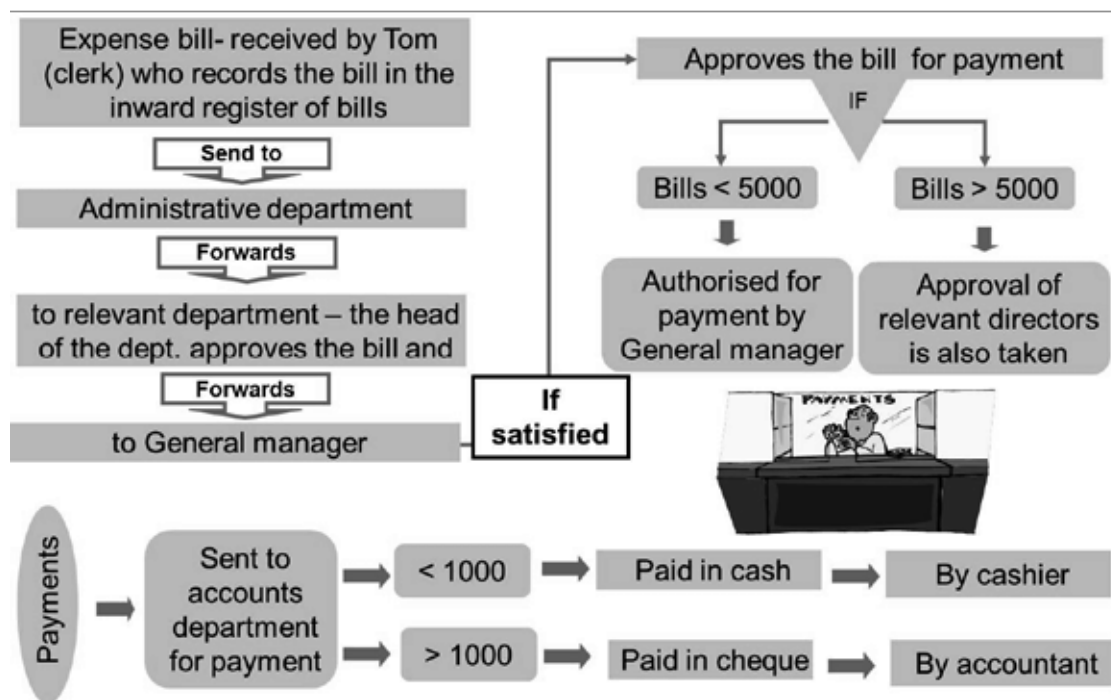 Expense bill- received by Tom
(clerk) who records the bill in the
inward register of bills
Send to
Administrative department
Forwards
to relevant department – the head
of the dept. approves the bill and
Forwards
to General manager
If
satisfied
Approves the bill for payment
IF
Bills < 5000
Bills > 5000
Authorised for
payment by
General manager
Approval of
relevant directors
is also taken
PAYMENTS
Payments
Sent to
accounts
department
for payment
< 1000
Paid in cash
By cashier
> 1000
Paid in cheque
By accountant